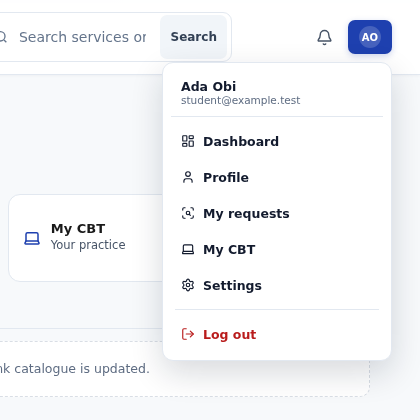 Search services or
Search
AO
Ada Obi
student@example.test
Dashboard
Profile
My requests
My CBT
Settings
Log out
My CBT
Your practice
catalogue is updated.